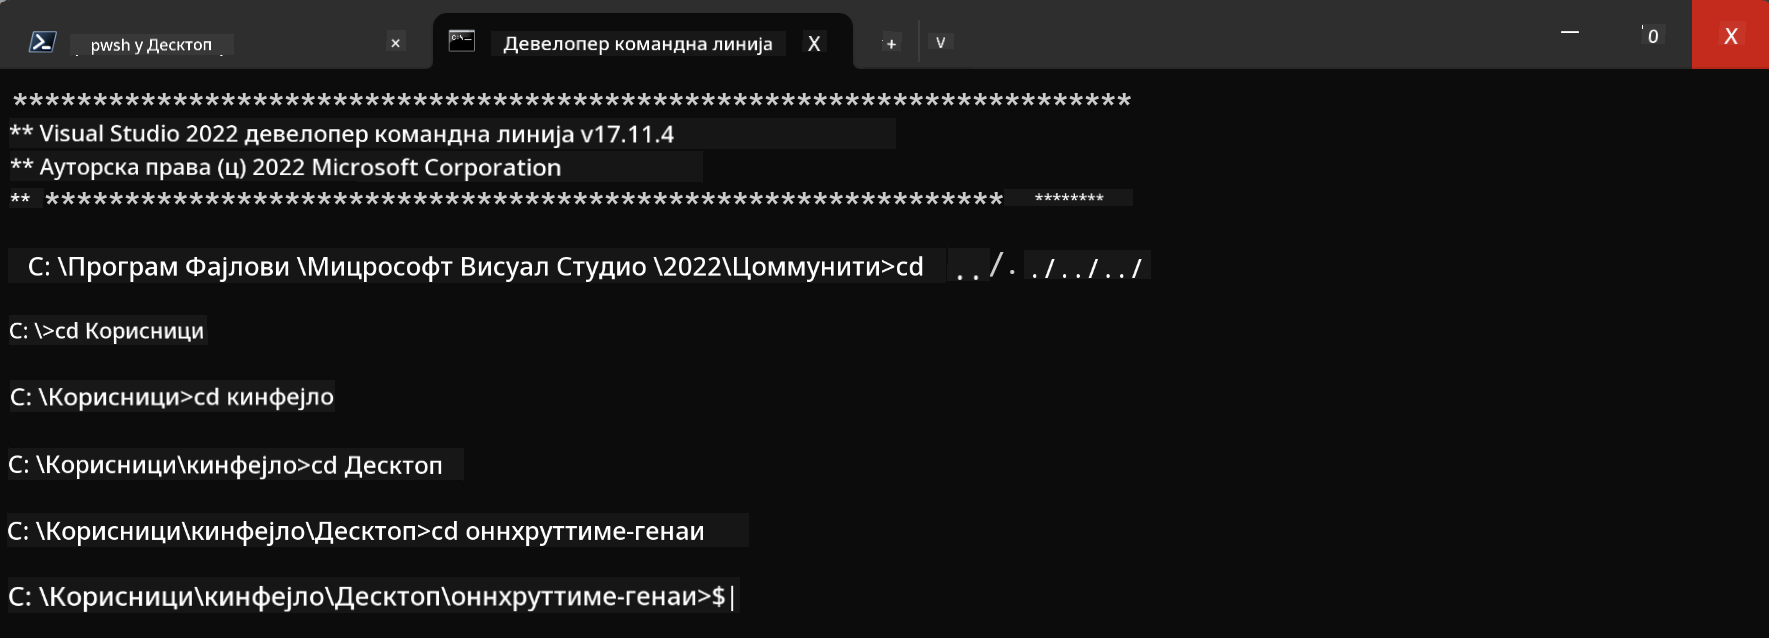 pwsh у Десктоп × Девелопер командна линија X + v — 0 X
**********************************************************************
** Visual Studio 2022 девелопер командна линија v17.11.4
** Ауторска права (ц) 2022 Microsoft Corporation
** ************************************************************ ********
C: \Програм Фајлови \Мицрософт Висуал Студио \2022\Цоммунити>cd ../. ./../../
C: \>cd Корисници
C: \Корисници>cd кинфејло
C: \Корисници\кинфејло>cd Десктоп
C: \Корисници\кинфејло\Десктоп>cd оннхруттиме-генаи
C: \Корисници\кинфејло\Десктоп\оннхруттиме-генаи>$|